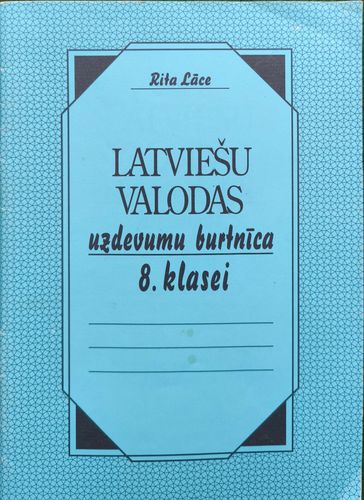 Rita Lāce
LATVIEŠU
VALODAS
uzdevumu burtnīca
8. klasei